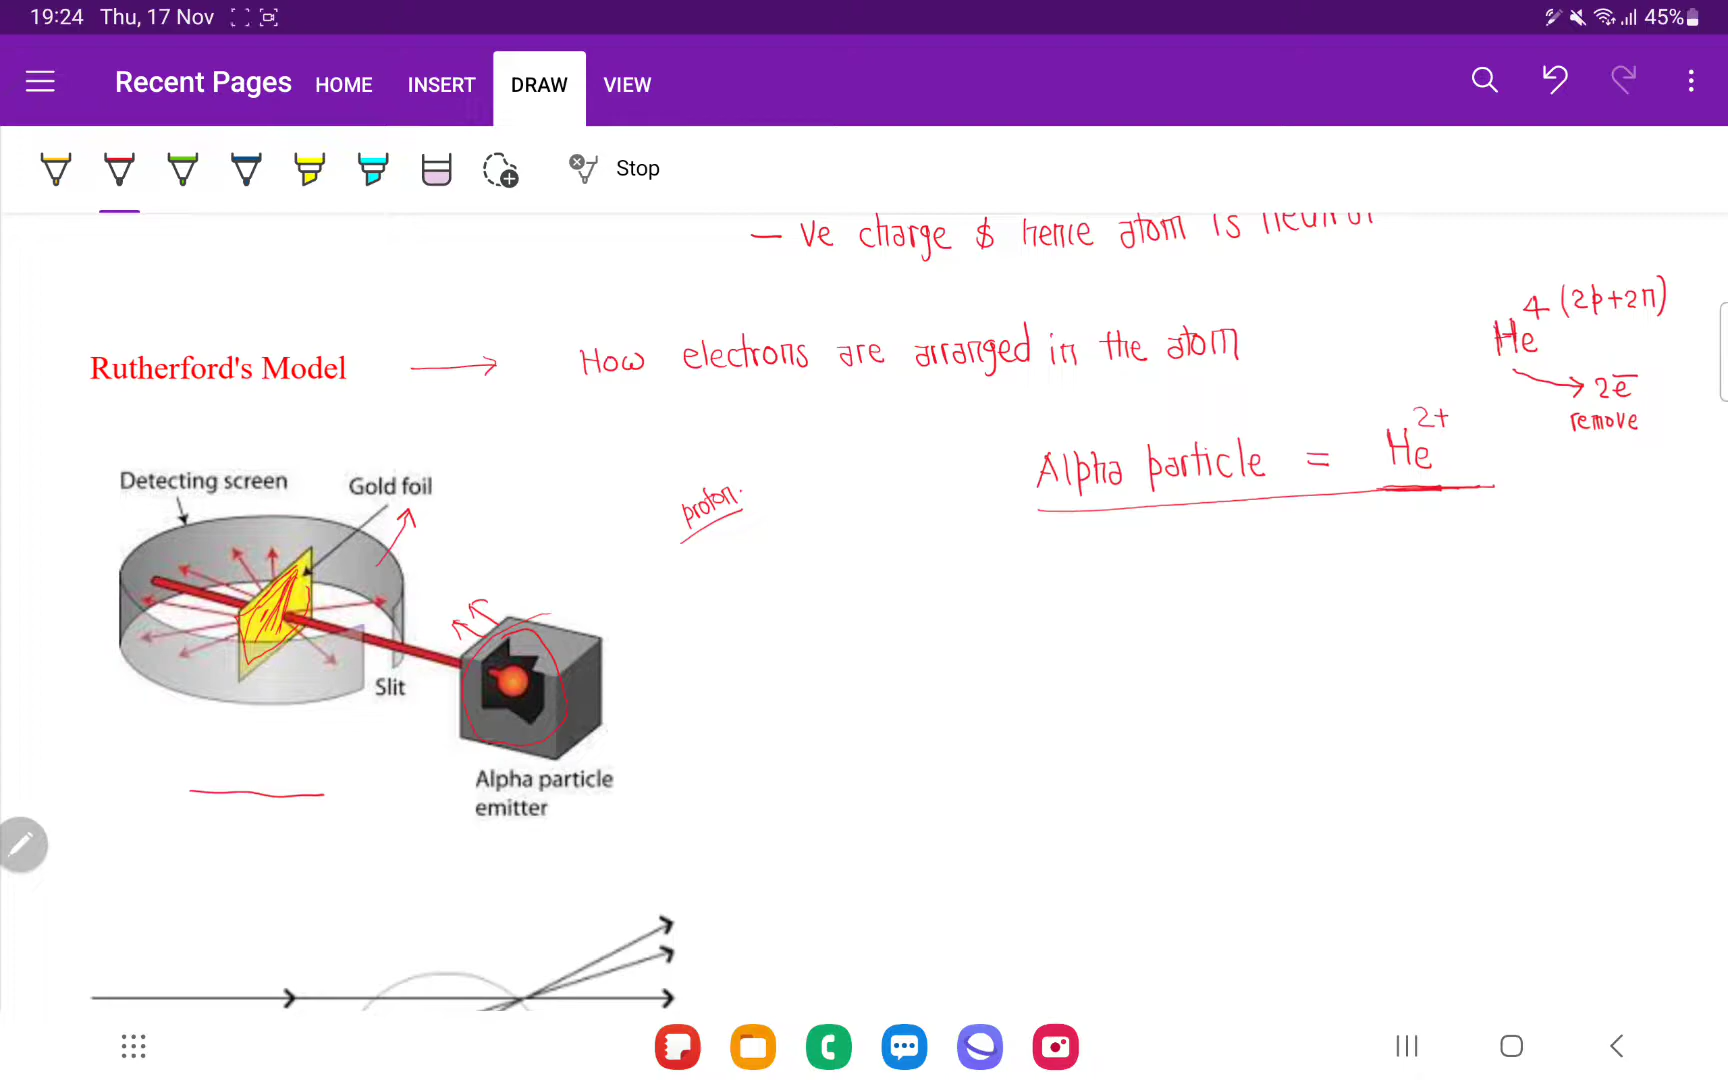 19:24 Thu, 17 Nov 45%
Recent Pages HOME INSERT DRAW VIEW
Stop
– ve charge $ hence atom is neutral
4 (2p+2n)
He
Rutherford's Model → How electrons are arranged in the atom
→ 2e̅
remove
Alpha particle = He²⁺
Detecting screen
Gold foil
proton.
Slit
Alpha particle
emitter